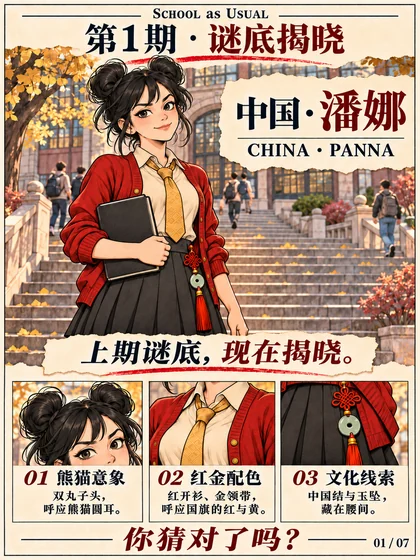 SCHOOL AS USUAL
第1期·谜底揭晓
中国·潘娜
CHINA · PANNA
上期谜底，现在揭晓。
01 熊猫意象
双丸子头，
呼应熊猫圆耳。
02 红金配色
红开衫、金领带，
呼应国旗的红与黄。
03 文化线索
中国结与玉坠，
藏在腰间。
你猜对了吗？
01 / 07